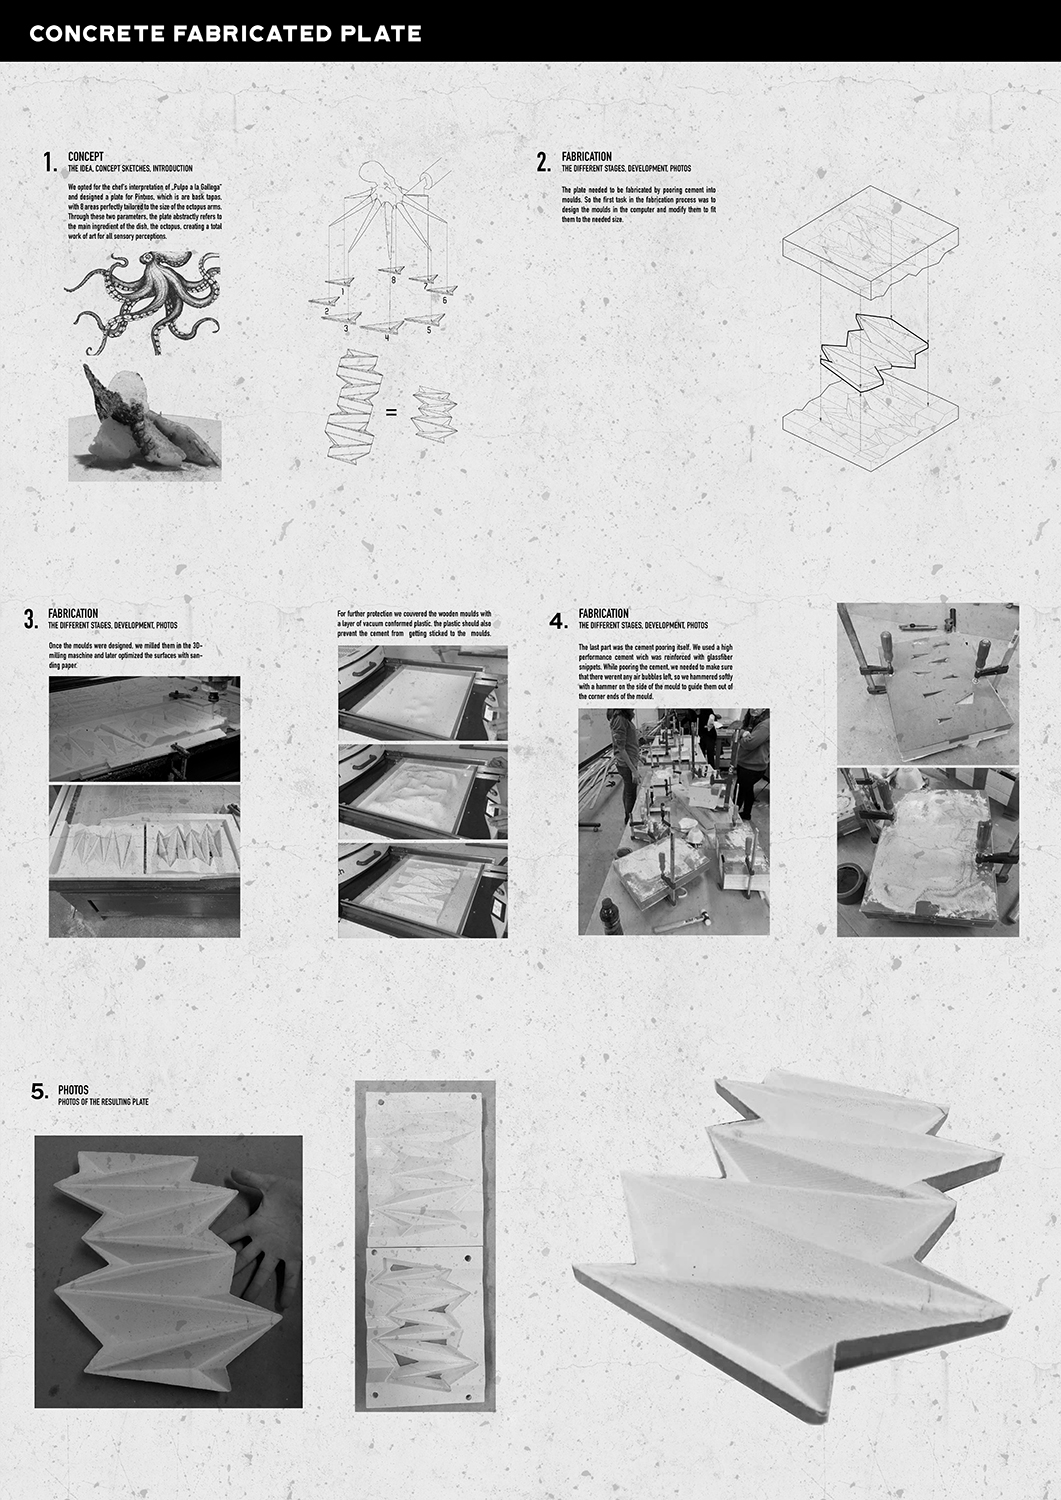 CONCRETE FABRICATED PLATE
1. CONCEPT
THE IDEA, CONCEPT SKETCHES, INTRODUCTION
We opted for the chef's interpretation of „Pulpo a la Gallega"
and designed a plate for Pintxos, which is are bask tapas,
with 8 areas perfectly tailored to the size of the octopus arms.
Through these two parameters, the plate abstractly refers to
the main ingredient of the dish, the octopus, creating a total
work of art for all sensory perceptions.
1
2
3
4
5
6
7
8
=
2. FABRICATION
THE DIFFERENT STAGES, DEVELOPMENT, PHOTOS
The plate needed to be fabricated by pooring cement into
moulds. So the first task in the fabrication process was to
design the moulds in the computer and modify them to fit
them to the needed size.
3. FABRICATION
THE DIFFERENT STAGES, DEVELOPMENT, PHOTOS
Once the moulds were designed, we milled them in the 3D-
milling maschine and later optimized the surfaces with san-
ding paper.
For further protection we couvered the wooden moulds with
a layer of vacuum conformed plastic. the plastic should also
prevent the cement from getting sticked to the moulds.
4. FABRICATION
THE DIFFERENT STAGES, DEVELOPMENT, PHOTOS
The last part was the cement pooring itself. We used a high
performance cement wich was reinforced with glassfiber
snippets. While pooring the cement, we needed to make sure
that there werent any air bubbles left, so we hammered softly
with a hammer on the side of the mould to guide them out of
the corner ends of the mould.
5. PHOTOS
PHOTOS OF THE RESULTING PLATE